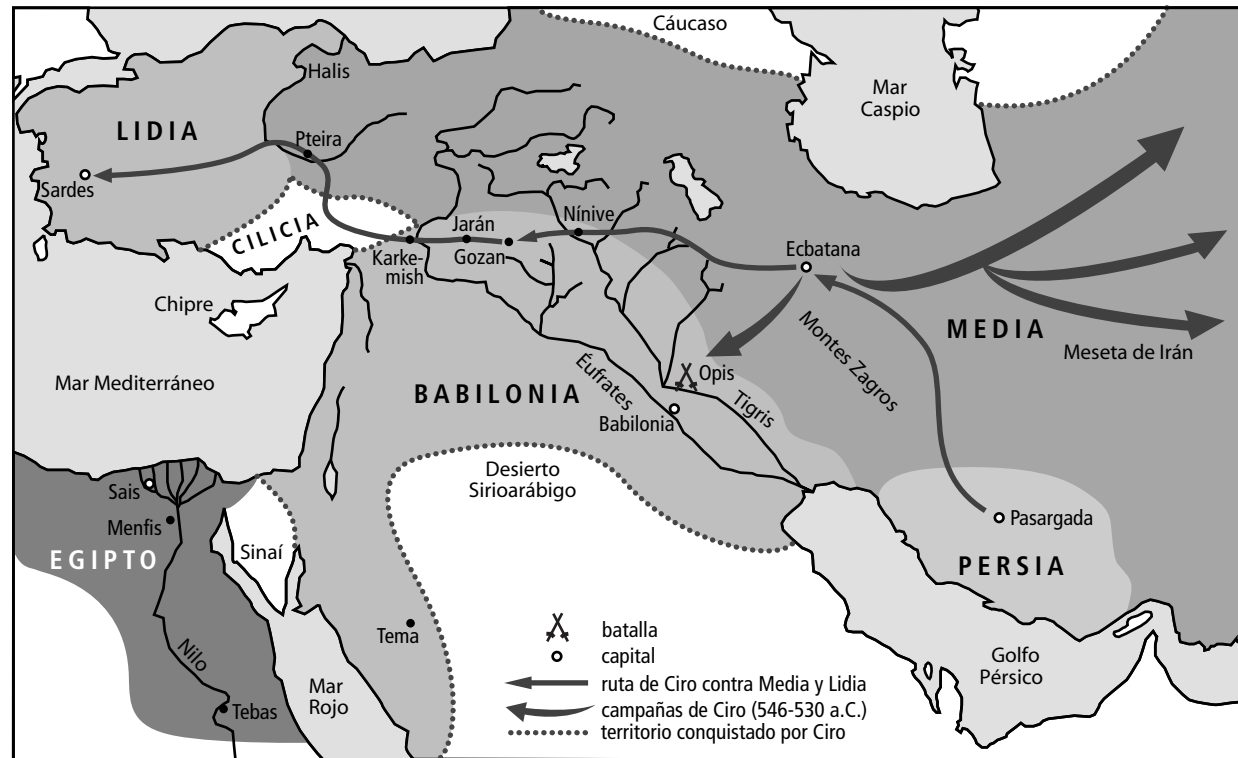 Cáucaso
Halis
Mar
Caspio
LIDIA
Pteira
Sardes
CILICIA
Jarán
Nínive
Gozan
Karke-
mish
Ecbatana
Chipre
MEDIA
Meseta de Irán
Montes Zagros
Mar Mediterráneo
BABILONIA
Éufrates
Opis
Tigris
Babilonia
Desierto
Sirioarábigo
Sais
Menfis
EGIPTO
Sinaí
Pasargada
PERSIA
Tema
Nilo
Tebas
Mar
Rojo
Golfo
Pérsico
batalla
capital
ruta de Ciro contra Media y Lidia
campañas de Ciro (546-530 a.C.)
territorio conquistado por Ciro